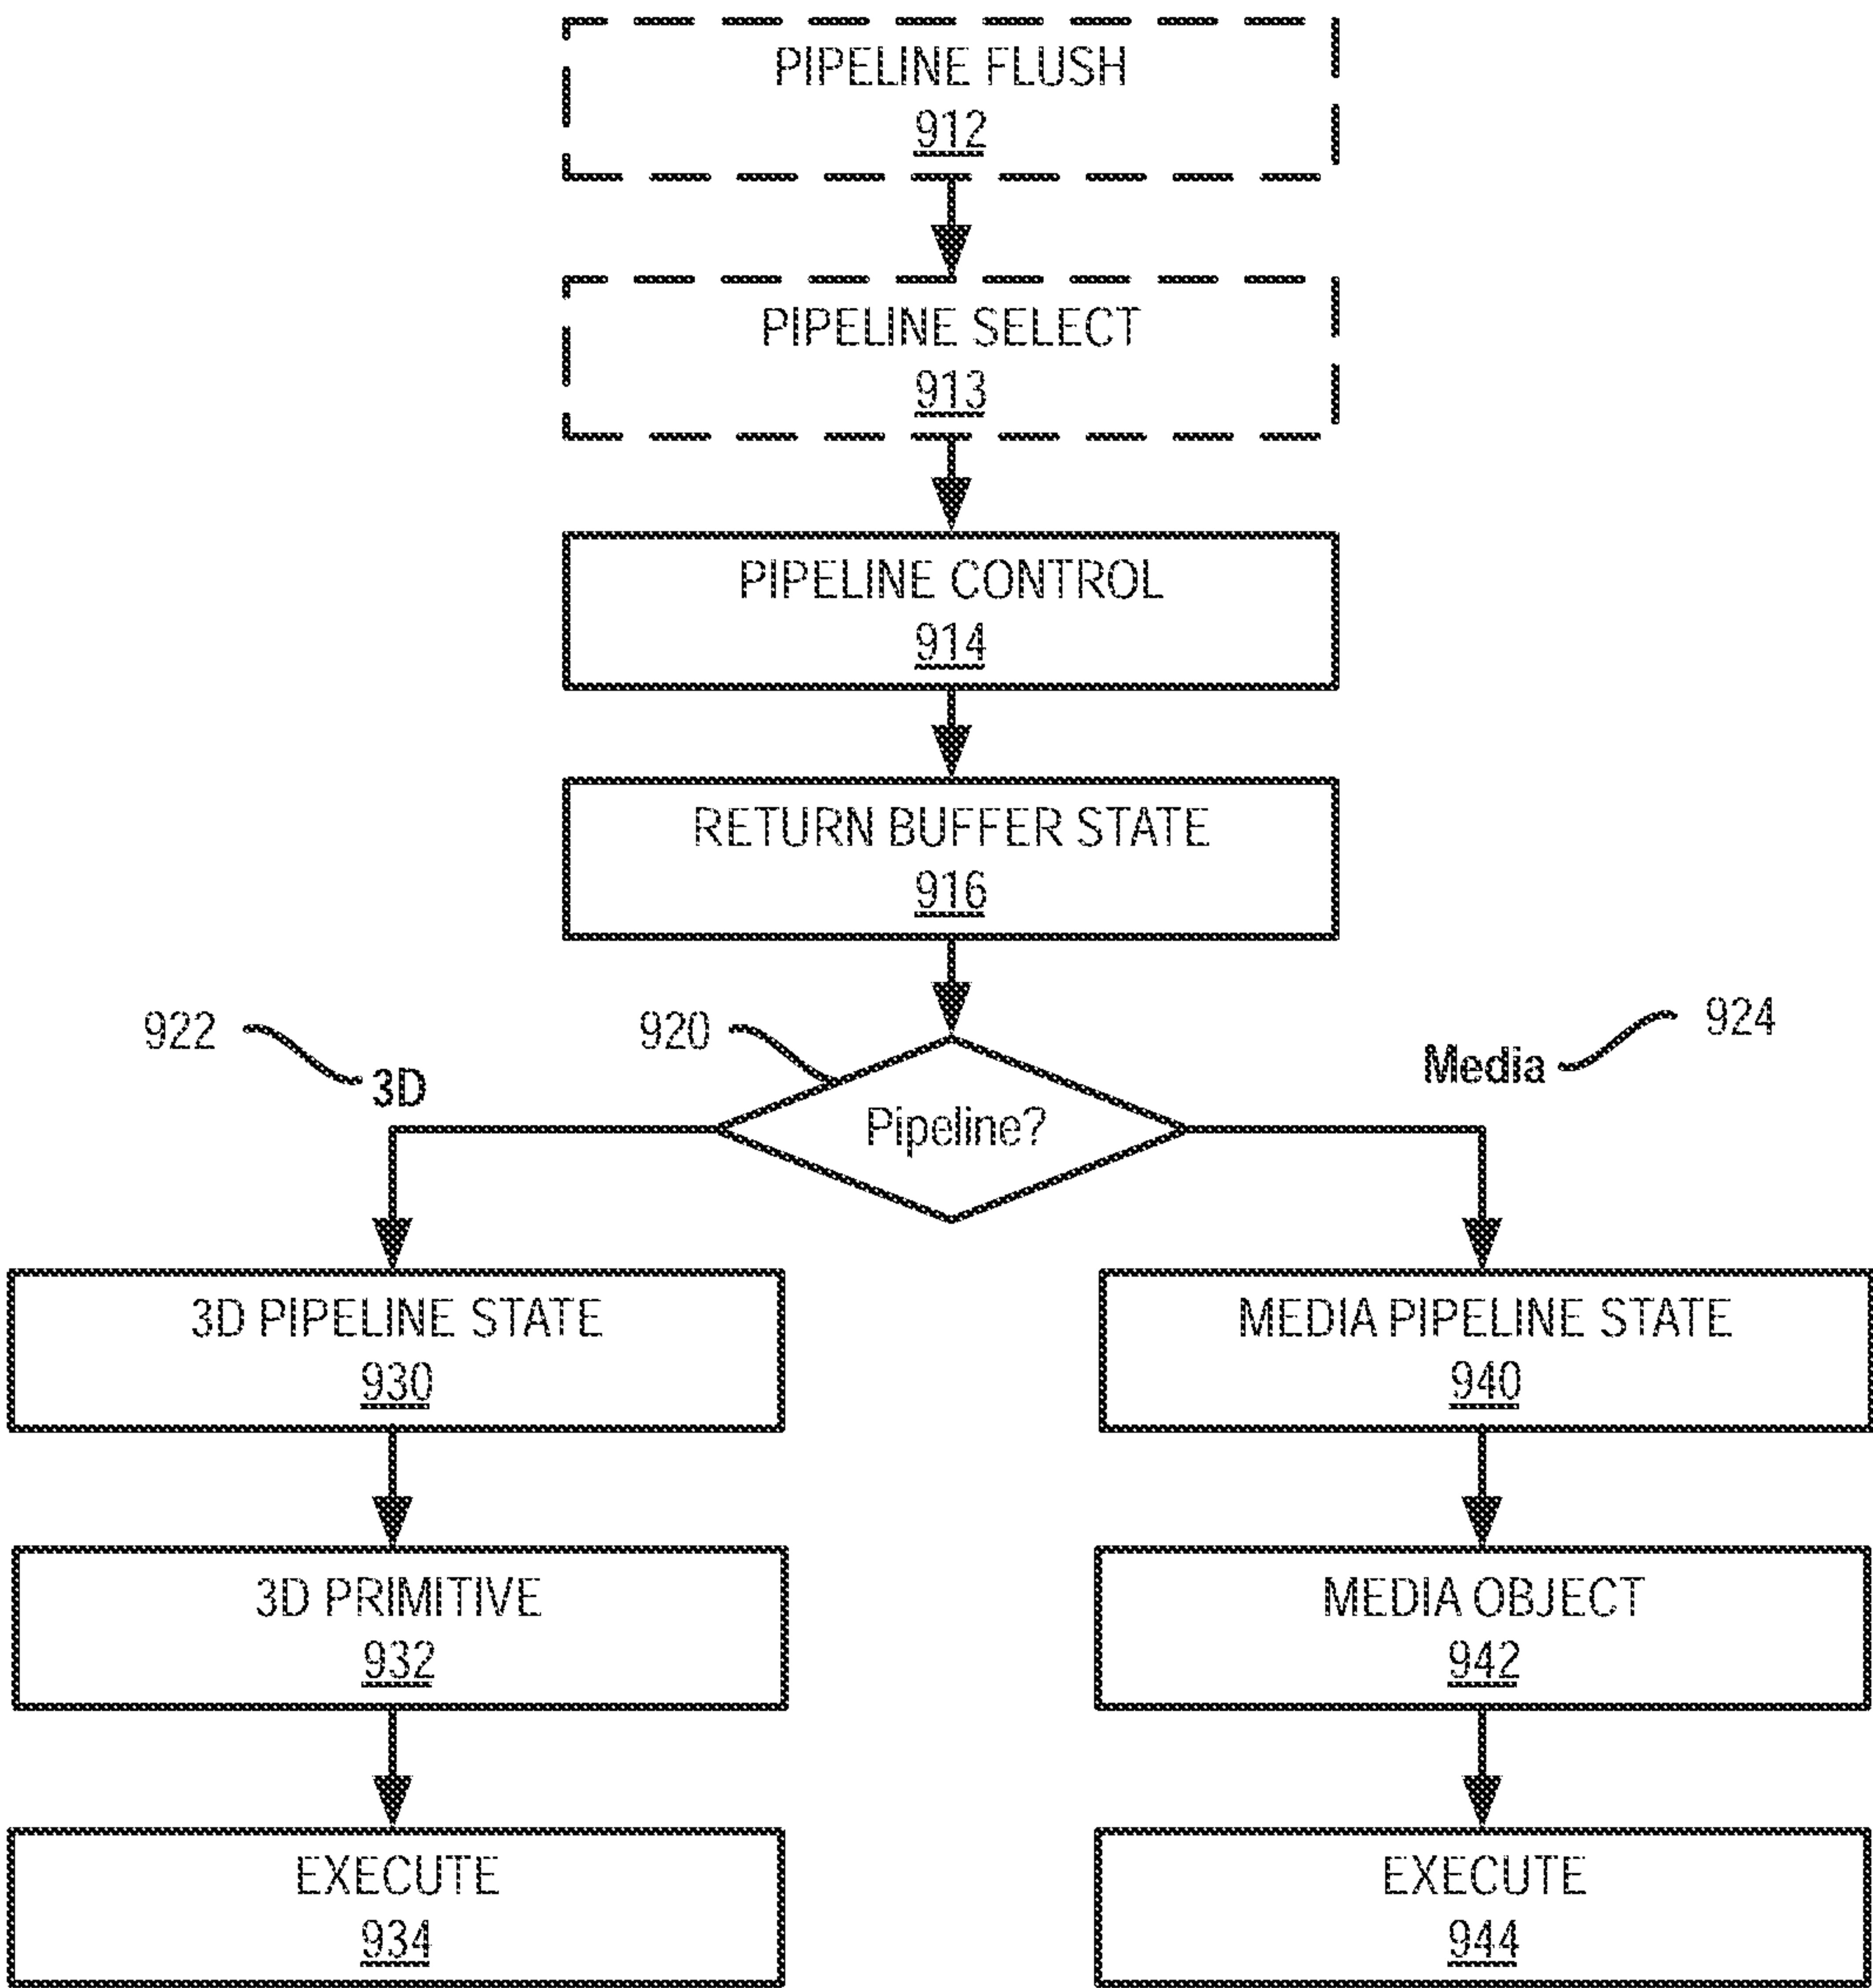 PIPELINE FLUSH
912
PIPELINE SELECT
913
PIPELINE CONTROL
914
RETURN BUFFER STATE
916
922
920
924
3D
Media
Pipeline?
3D PIPELINE STATE
930
MEDIA PIPELINE STATE
940
3D PRIMITIVE
932
MEDIA OBJECT
942
EXECUTE
934
EXECUTE
944